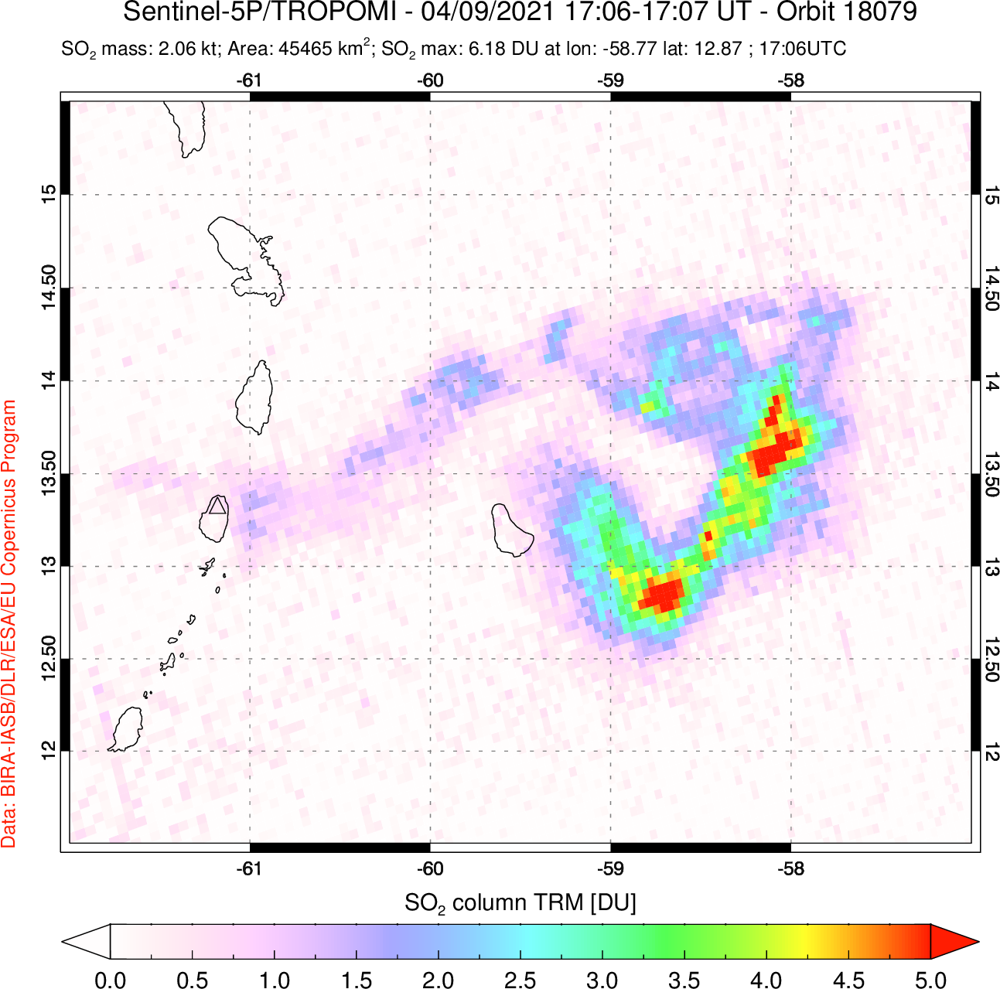 Sentinel-5P/TROPOMI - 04/09/2021 17:06-17:07 UT - Orbit 18079
SO2 mass: 2.06 kt; Area: 45465 km2; SO2 max: 6.18 DU at lon: -58.77 lat: 12.87 ; 17:06UTC
-61 -60 -59 -58
15 15
14.50 14.50
14 14
13.50 13.50
13 13
12.50 12.50
12 12
Data: BIRA-IASB/DLR/ESA/EU Copernicus Program
-61 -60 -59 -58
SO2 column TRM [DU]
0.0 0.5 1.0 1.5 2.0 2.5 3.0 3.5 4.0 4.5 5.0